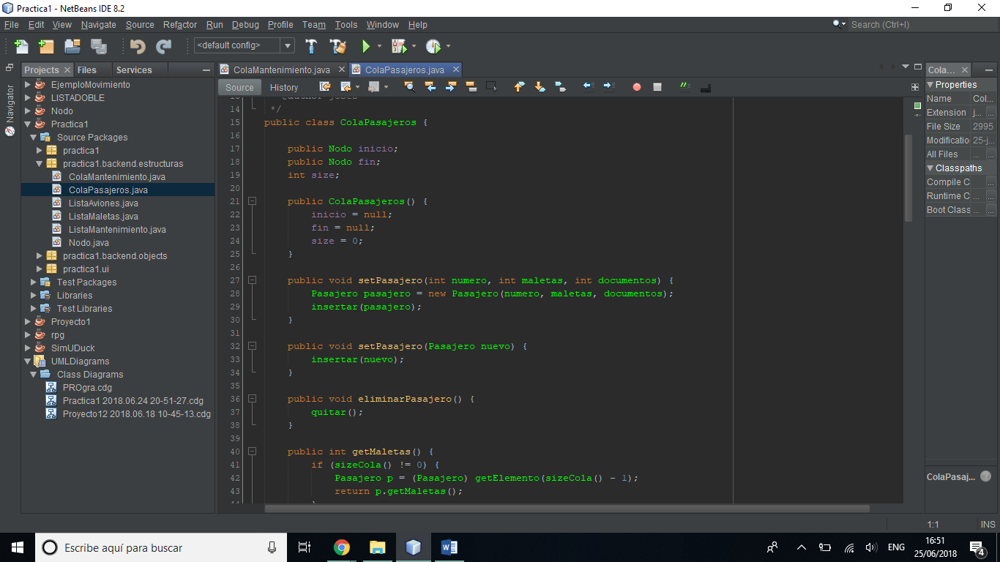 Practica1 - NetBeans IDE 8.2
File Edit View Navigate Source Refactor Run Debug Profile Team Tools Window Help
Search (Ctrl+I)
<default config>
Projects Files Services
Navigator
EjemploMovimiento
LISTADOBLE
Nodo
Practica1
Source Packages
practica1
practica1.backend.estructuras
ColaMantenimiento.java
ColaPasajeros.java
ListaAviones.java
ListaMaletas.java
ListaMantenimiento.java
Nodo.java
practica1.backend.objects
practica1.ui
Test Packages
Libraries
Test Libraries
Proyecto1
rpg
SimUDuck
UMLDiagrams
Class Diagrams
PROgra.cdg
Practica1 2018.06.24 20-51-27.cdg
Proyecto12 2018.06.18 10-45-13.cdg
ColaMantenimiento.java ColaPasajeros.java
Source History
14 */
15 public class ColaPasajeros {
16
17 public Nodo inicio;
18 public Nodo fin;
19 int size;
20
21 public ColaPasajeros() {
22 inicio = null;
23 fin = null;
24 size = 0;
25 }
26
27 public void setPasajero(int numero, int maletas, int documentos) {
28 Pasajero pasajero = new Pasajero(numero, maletas, documentos);
29 insertar(pasajero);
30 }
31
32 public void setPasajero(Pasajero nuevo) {
33 insertar(nuevo);
34 }
35
36 public void eliminarPasajero() {
37 quitar();
38 }
39
40 public int getMaletas() {
41 if (sizeCola() != 0) {
42 Pasajero p = (Pasajero) getElemento(sizeCola() - 1);
43 return p.getMaletas();
Cola...
Properties
Name Col...
Extension j... ...
File Size 2995
Modificatio 25-j...
All Files ... ...
Classpaths
Compile C ...
Runtime C ...
Boot Class ... ...
ColaPasaj...
1:1 INS
Escribe aquí para buscar
ENG
16:51
25/06/2018
4